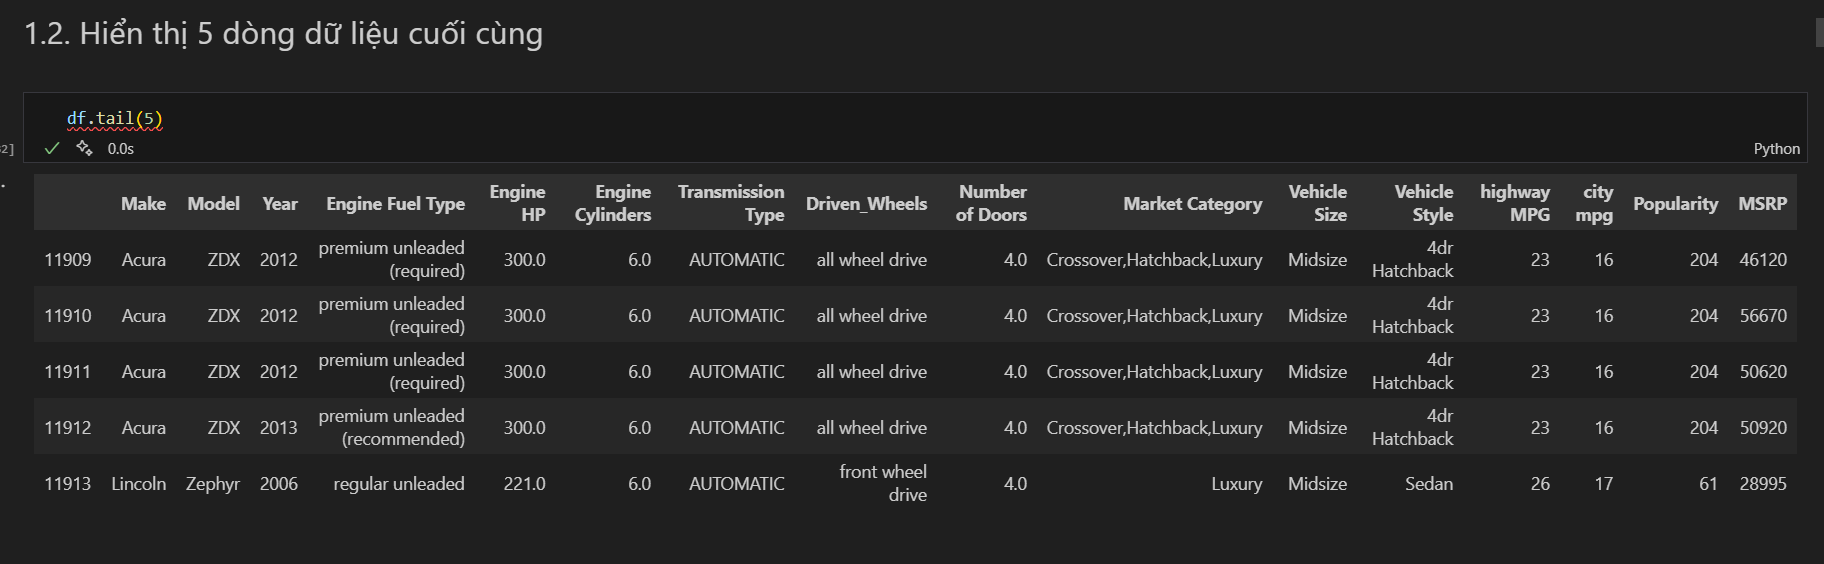 1.2. Hiển thị 5 dòng dữ liệu cuối cùng
df.tail(5)
0.0s
Python
Make Model Year Engine Fuel Type Engine HP Engine Cylinders Transmission Type Driven_Wheels Number of Doors Market Category Vehicle Size Vehicle Style highway MPG city mpg Popularity MSRP
11909 Acura ZDX 2012 premium unleaded (required) 300.0 6.0 AUTOMATIC all wheel drive 4.0 Crossover,Hatchback,Luxury Midsize 4dr Hatchback 23 16 204 46120
11910 Acura ZDX 2012 premium unleaded (required) 300.0 6.0 AUTOMATIC all wheel drive 4.0 Crossover,Hatchback,Luxury Midsize 4dr Hatchback 23 16 204 56670
11911 Acura ZDX 2012 premium unleaded (required) 300.0 6.0 AUTOMATIC all wheel drive 4.0 Crossover,Hatchback,Luxury Midsize 4dr Hatchback 23 16 204 50620
11912 Acura ZDX 2013 premium unleaded (recommended) 300.0 6.0 AUTOMATIC all wheel drive 4.0 Crossover,Hatchback,Luxury Midsize 4dr Hatchback 23 16 204 50920
11913 Lincoln Zephyr 2006 regular unleaded 221.0 6.0 AUTOMATIC front wheel drive 4.0 Luxury Midsize Sedan 26 17 61 28995